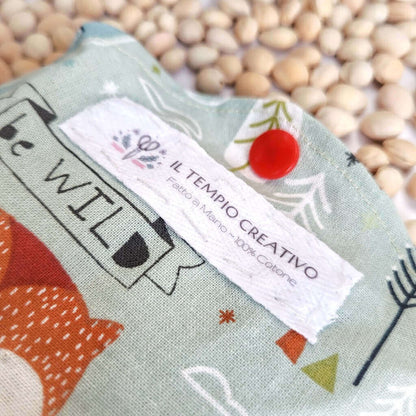 be WILD
IL TEMPIO CREATIVO
Fatto a Mano ~ 100% Cotone